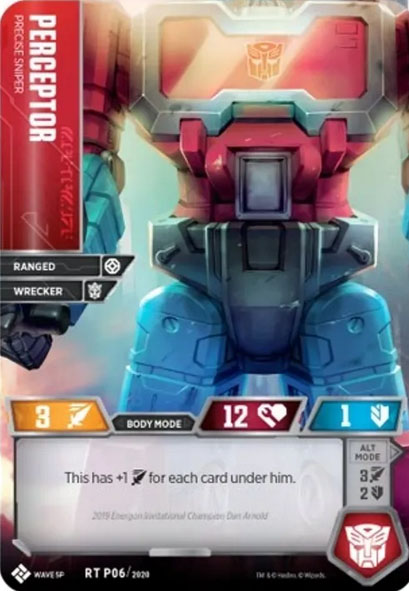 PERCEPTOR
PRECISE SNIPER
RANGED
WRECKER
3
BODY MODE
12
1
ALT
MODE
3
2
This has +1 for each card under him.
2019 Energon Invitational Champion: Dan Arnold
WAVE SP
RT P06/2020
TM & © Hasbro. © Wizards.